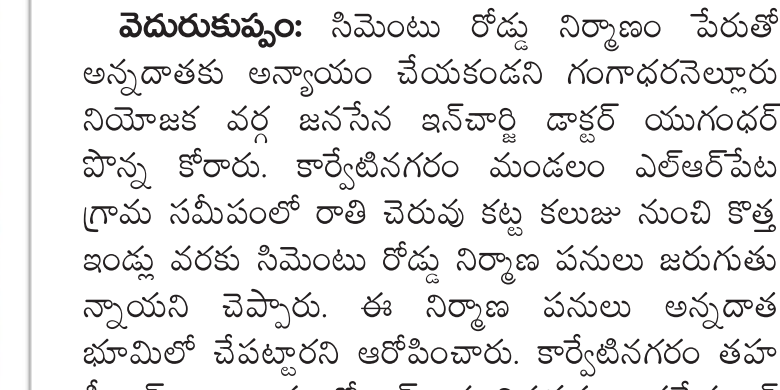 వెదురుకుప్పం: సిమెంటు రోడ్డు నిర్మాణం పేరుతో
అన్నదాతకు అన్యాయం చేయకండని గంగాధరనెల్లూరు
నియోజక వర్గ జనసేన ఇన్‌చార్జి డాక్టర్ యుగంధర్
పొన్న కోరారు. కార్వేటినగరం మండలం ఎల్ఆర్‌పేట
గ్రామ సమీపంలో రాతి చెరువు కట్ట కలుజు నుంచి కొత్త
ఇండ్లు వరకు సిమెంటు రోడ్డు నిర్మాణ పనులు జరుగుతు
న్నాయని చెప్పారు. ఈ నిర్మాణ పనులు అన్నదాత
భూమిలో చేపట్టారని ఆరోపించారు. కార్వేటినగరం తహ